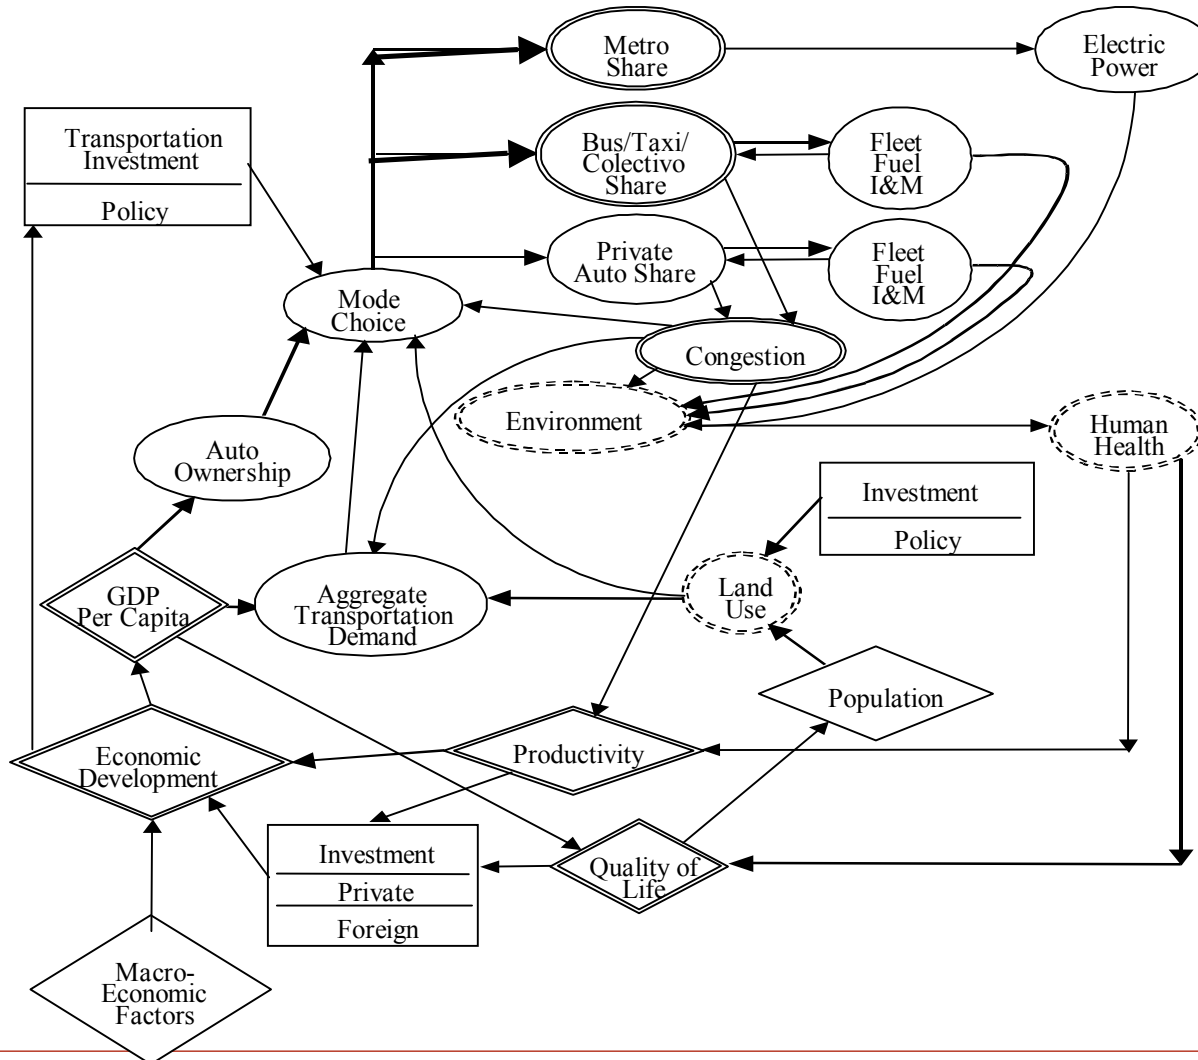 Metro
Share
Electric
Power
Transportation
Investment
Policy
Bus/Taxi/
Colectivo
Share
Fleet
Fuel
I&M
Private
Auto Share
Fleet
Fuel
I&M
Mode
Choice
Congestion
Environment
Human
Health
Auto
Ownership
Investment
Policy
GDP
Per Capita
Aggregate
Transportation
Demand
Land
Use
Population
Economic
Development
Productivity
Investment
Private
Foreign
Quality of
Life
Macro-
Economic
Factors